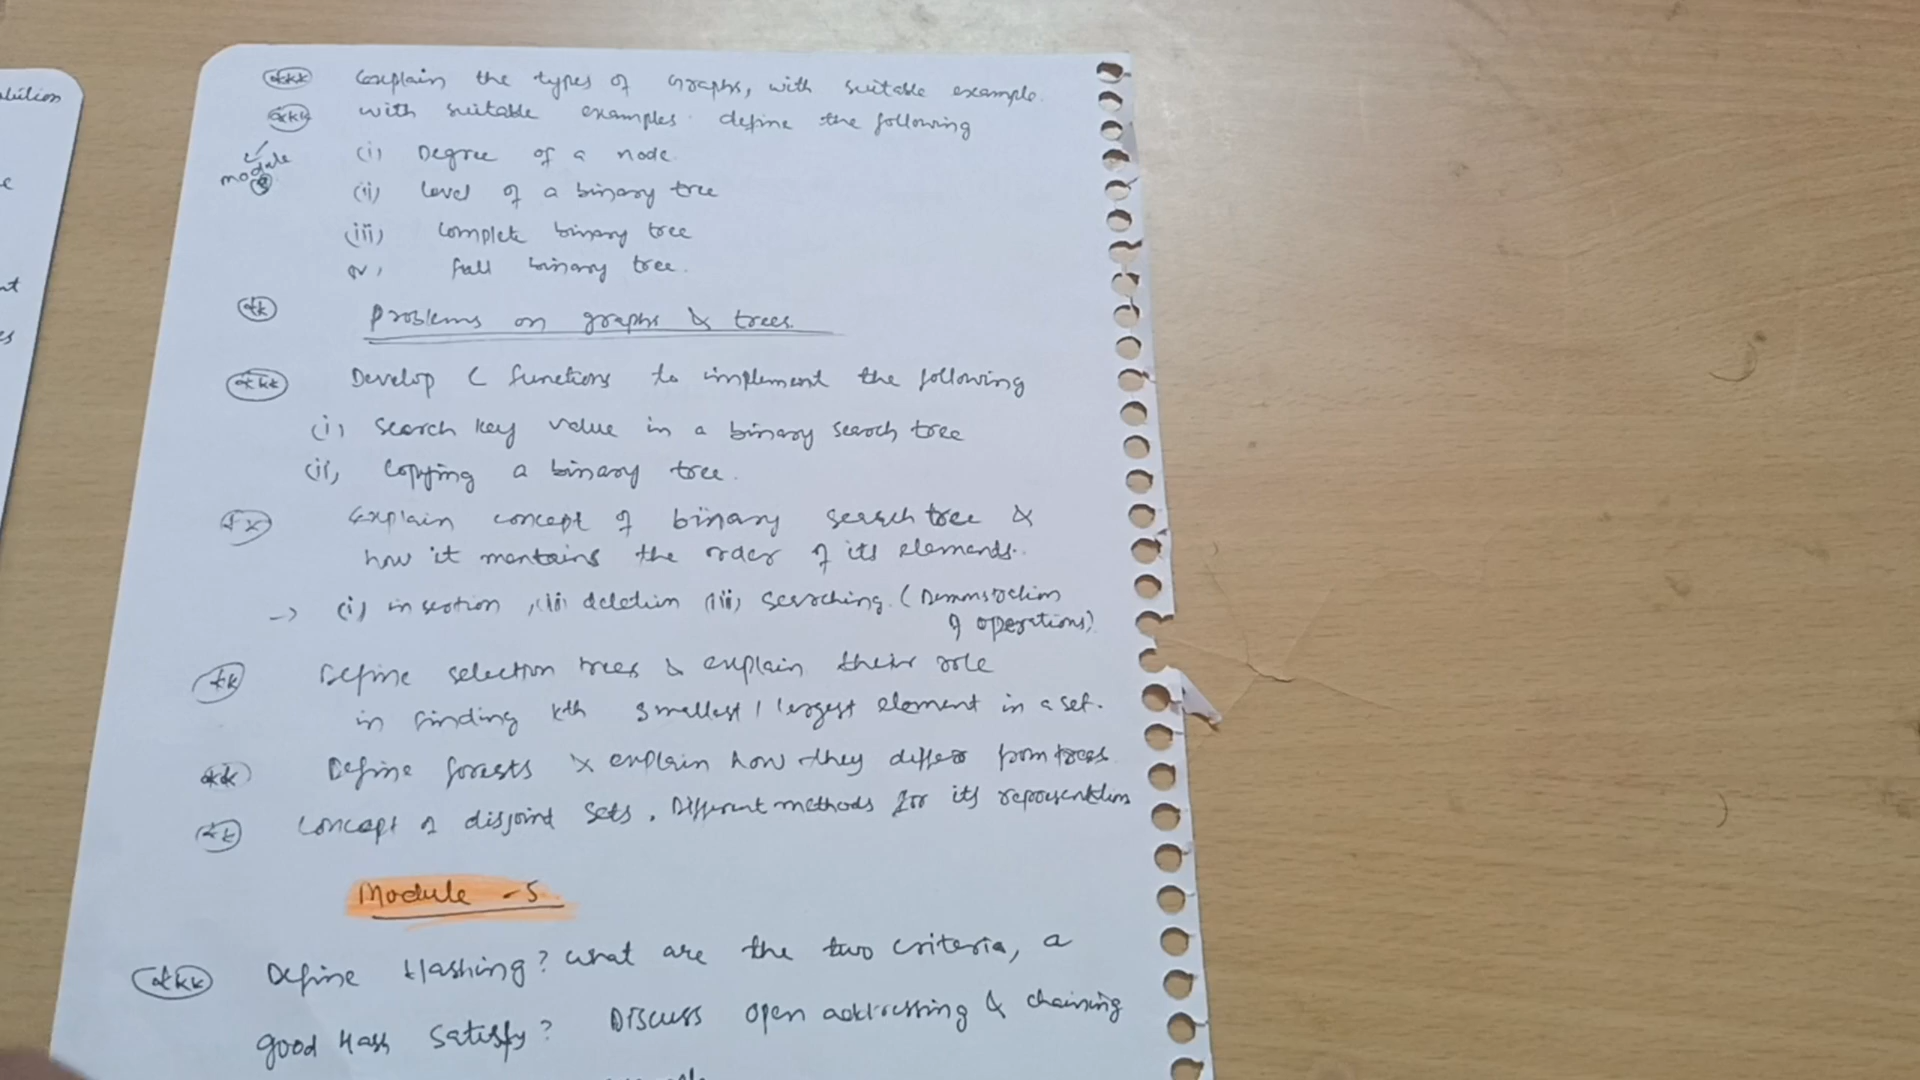 bution
e
nt
es
*** Explain the types of Graphs, with suitable example.
*** with suitable examples. define the following
module
(i) Degree of a node.
(ii) level of a binary tree
(iii) complete binary tree
iv) full binary tree.
** Problems on graphs & trees.
*** Develop C functions to implement the following
(i) search key value in a binary search tree
(ii) Copying a binary tree.
** Explain concept of binary search tree &
how it mantains the order of its elements.
-> (i) insertion, (ii) deletion (iii) searching. (Demonstration
of operations)
** Define selection trees & explain their role
in finding kth smallest / largest element in a set.
** Define forests & explain how they differ from trees.
** Concept of disjoint sets. Different methods for its representation
Module - 5
*** Define Hashing? what are the two criteria, a
good Hash satisfy? Discuss open addressing & chaining